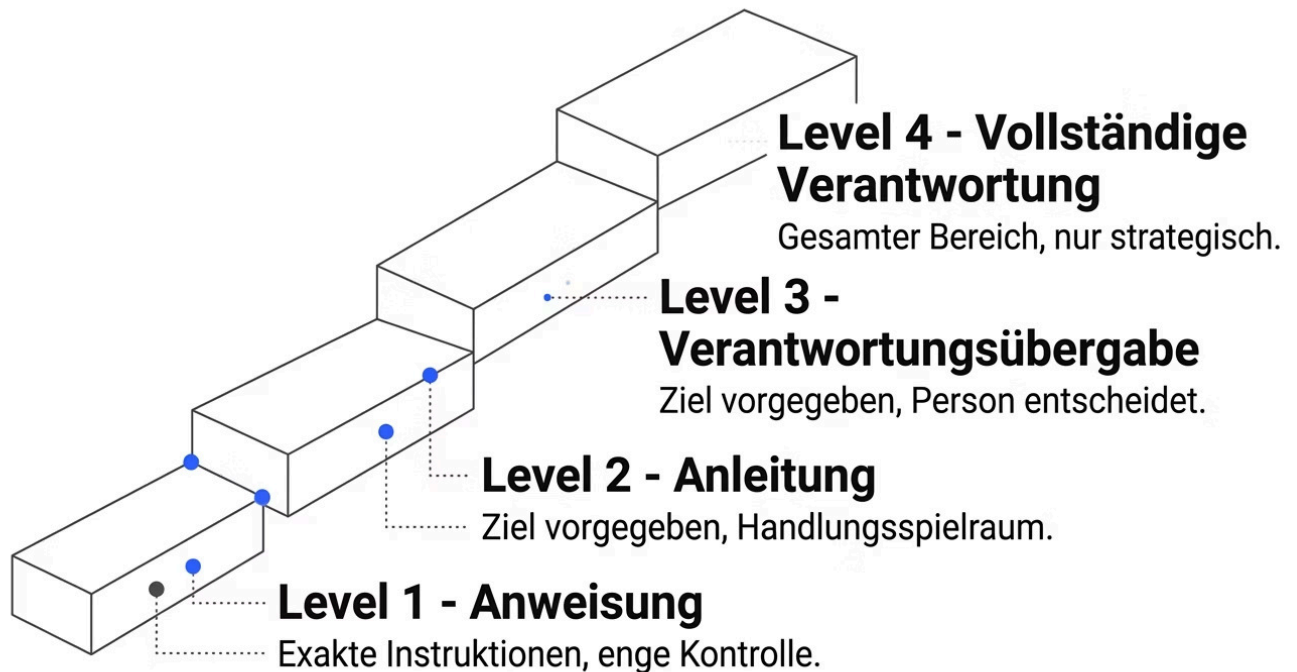 Level 4 - Vollständige
Verantwortung
Gesamter Bereich, nur strategisch.
Level 3 -
Verantwortungsübergabe
Ziel vorgegeben, Person entscheidet.
Level 2 - Anleitung
Ziel vorgegeben, Handlungsspielraum.
Level 1 - Anweisung
Exakte Instruktionen, enge Kontrolle.